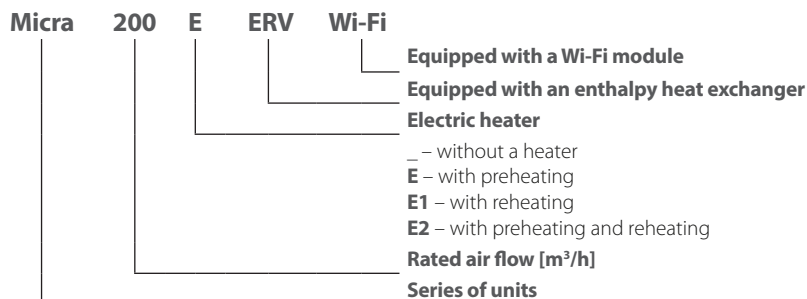 Micra 200 E ERV Wi-Fi
Equipped with a Wi-Fi module
Equipped with an enthalpy heat exchanger
Electric heater
_ – without a heater
E – with preheating
E1 – with reheating
E2 – with preheating and reheating
Rated air flow [m³/h]
Series of units